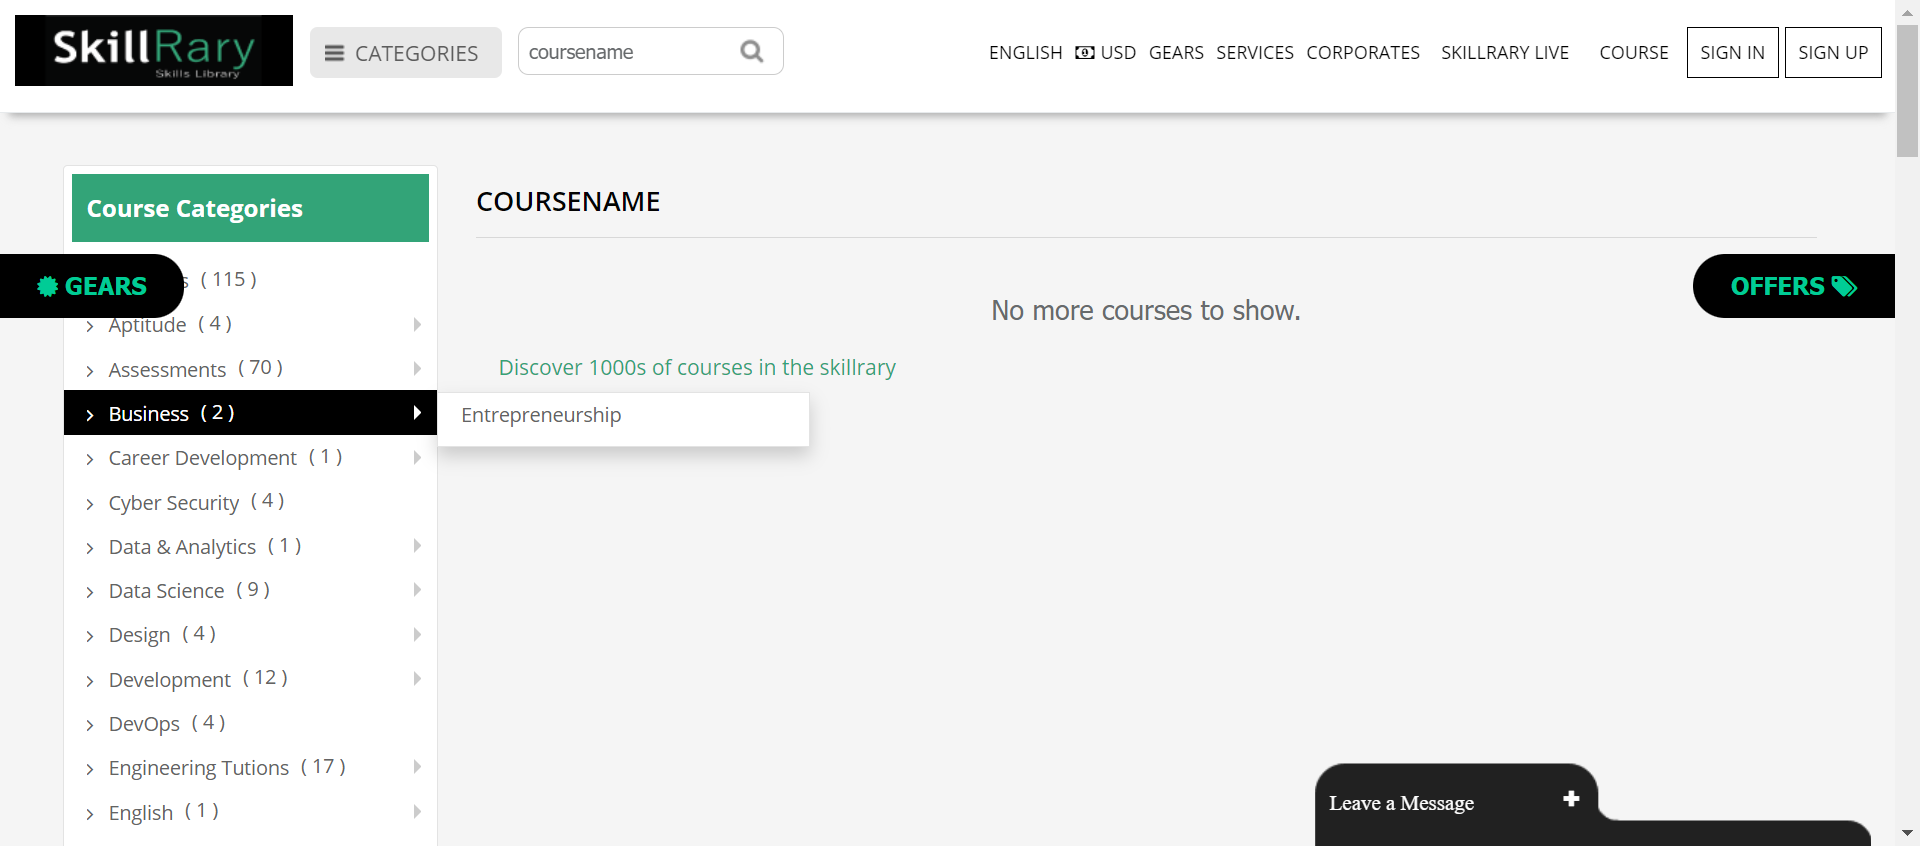 SkillRary
Skills Library
CATEGORIES
coursename
ENGLISH USD GEARS SERVICES CORPORATES SKILLRARY LIVE COURSE SIGN IN SIGN UP
Course Categories
COURSENAME
GEARS
( 115 )
OFFERS
No more courses to show.
Aptitude ( 4 )
Assessments ( 70 )
Discover 1000s of courses in the skillrary
Business ( 2 )
Entrepreneurship
Career Development ( 1 )
Cyber Security ( 4 )
Data & Analytics ( 1 )
Data Science ( 9 )
Design ( 4 )
Development ( 12 )
DevOps ( 4 )
Engineering Tutions ( 17 )
English ( 1 )
Leave a Message